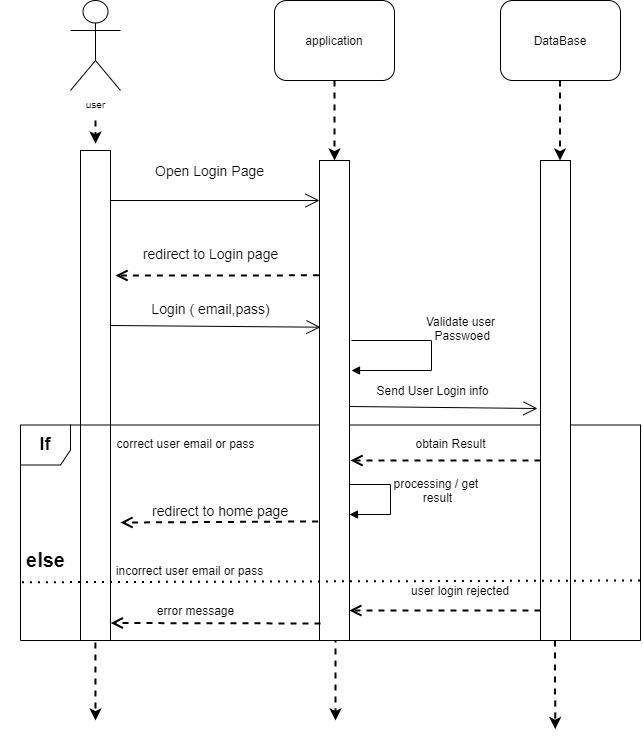 application
DataBase
user
Open Login Page
redirect to Login page
Login ( email,pass)
Validate user
Passwoed
Send User Login info
If
correct user email or pass
obtain Result
processing / get
result
redirect to home page
else
incorrect user email or pass
user login rejected
error message